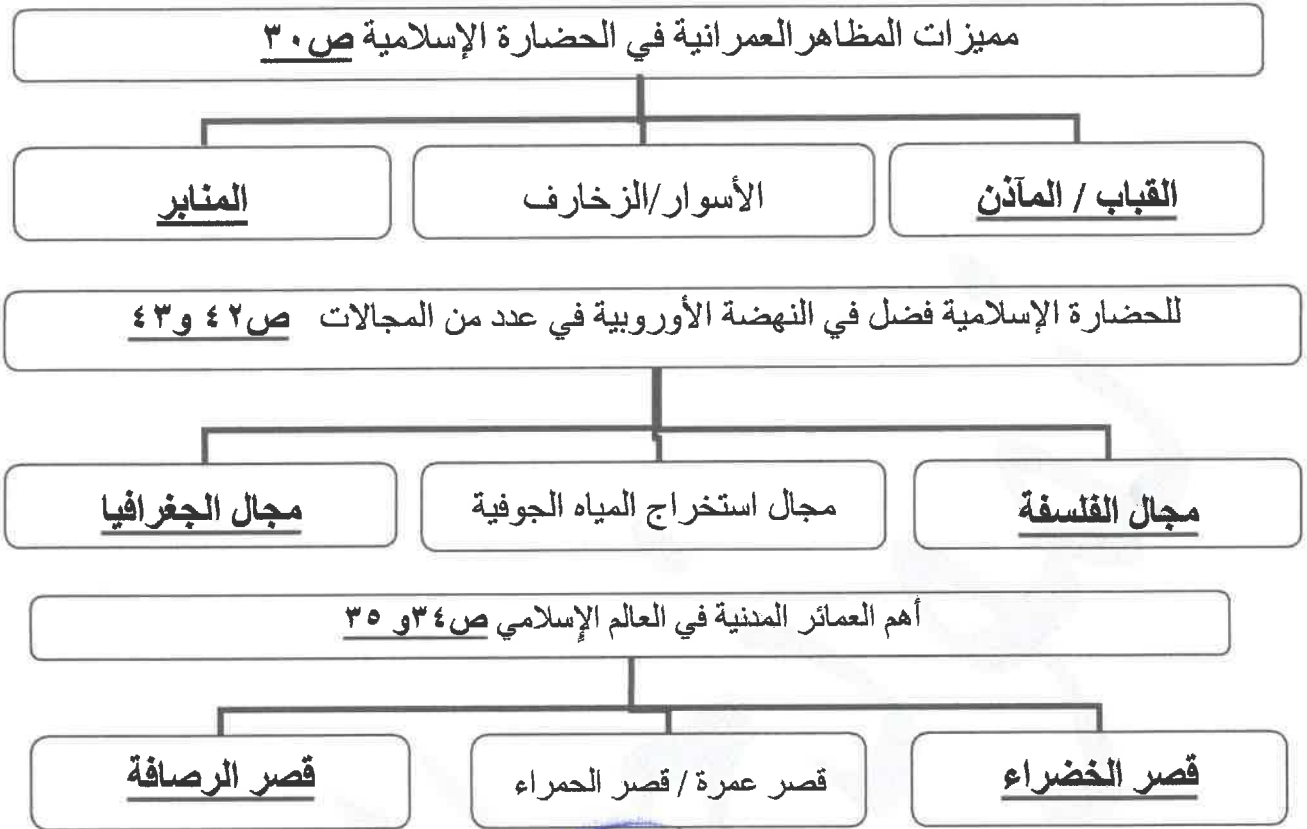 مميزات المظاهر العمرانية في الحضارة الإسلامية ص٣٠
القباب / المآذن
الأسوار/الزخارف
المنابر
للحضارة الإسلامية فضل في النهضة الأوروبية في عدد من المجالات ص٤٢ و٤٣
مجال الفلسفة
مجال استخراج المياه الجوفية
مجال الجغرافيا
أهم العمائر المدنية في العالم الإسلامي ص٣٤و ٣٥
قصر الخضراء
قصر عمرة / قصر الحمراء
قصر الرصافة